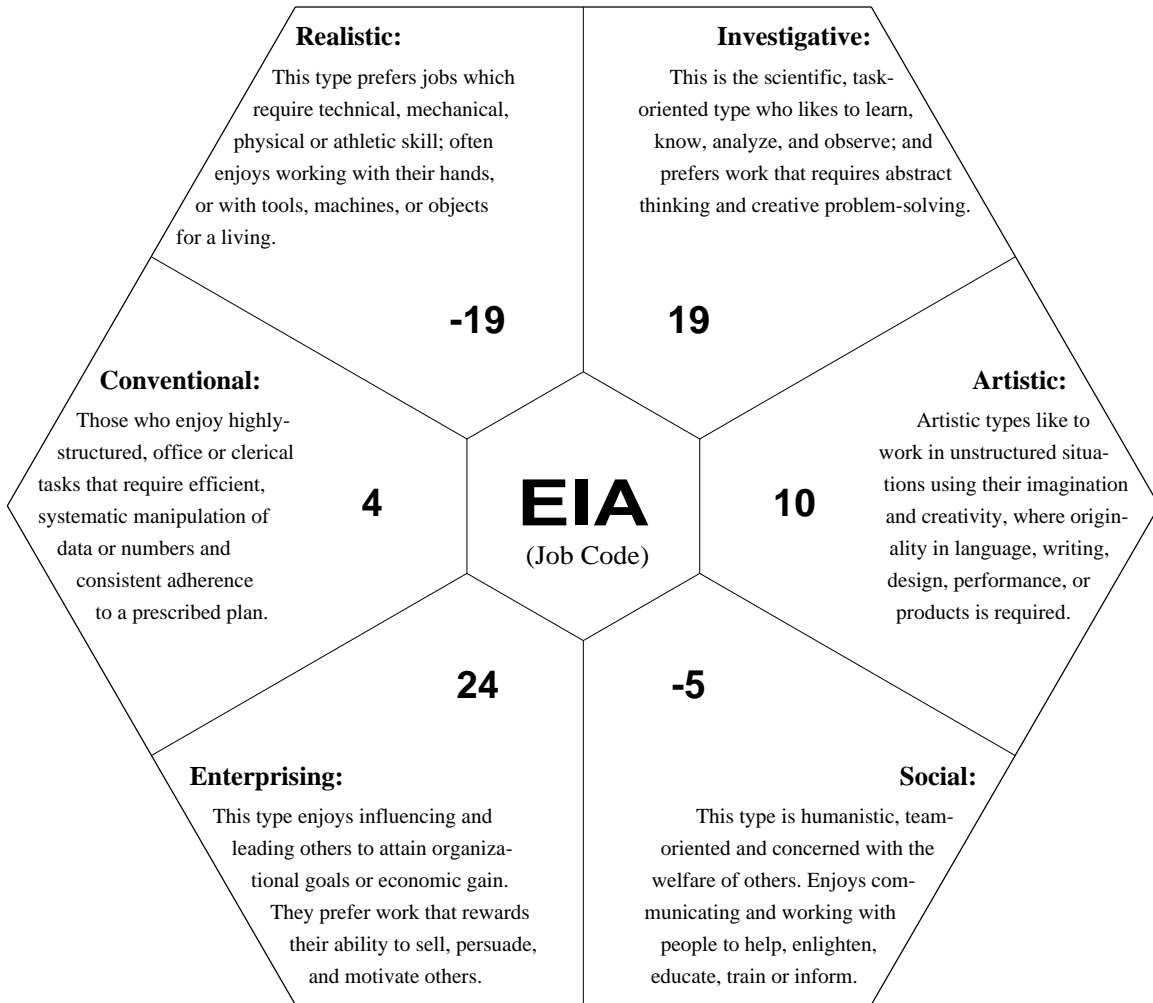 Realistic:
This type prefers jobs which
require technical, mechanical,
physical or athletic skill; often
enjoys working with their hands,
or with tools, machines, or objects
for a living.
-19
Investigative:
This is the scientific, task-
oriented type who likes to learn,
know, analyze, and observe; and
prefers work that requires abstract
thinking and creative problem-solving.
19
Conventional:
Those who enjoy highly-
structured, office or clerical
tasks that require efficient,
systematic manipulation of
data or numbers and
consistent adherence
to a prescribed plan.
4
EIA
(Job Code)
Artistic:
Artistic types like to
work in unstructured situa-
tions using their imagination
and creativity, where origin-
ality in language, writing,
design, performance, or
products is required.
10
24
Enterprising:
This type enjoys influencing and
leading others to attain organiza-
tional goals or economic gain.
They prefer work that rewards
their ability to sell, persuade,
and motivate others.
-5
Social:
This type is humanistic, team-
oriented and concerned with the
welfare of others. Enjoys com-
municating and working with
people to help, enlighten,
educate, train or inform.